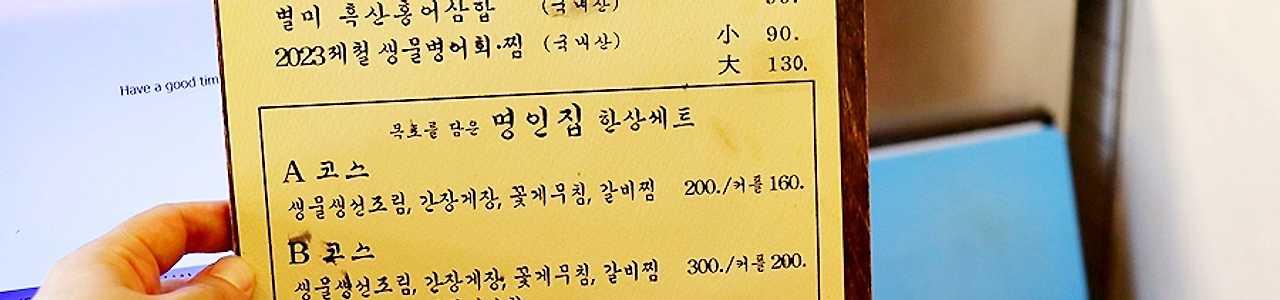 별미 흑산홍어삼합 (국내산)
2023제철 생물병어회·찜 (국내산) 小 90.
大 130.
Have a good tim
목포를 담은 명인집 한상세트
A 코스
생물생선조림, 간장게장, 꽃게무침, 갈비찜 200./커플 160.
B 코스
생물생선조림, 간장게장, 꽃게무침, 갈비찜 300./커플 200.